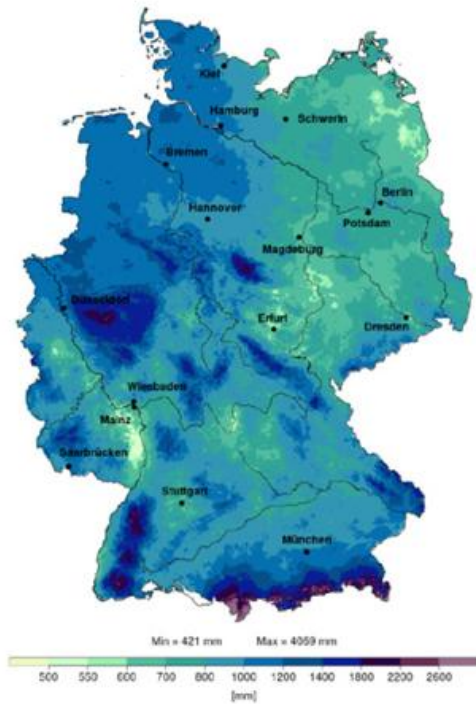 Kiel
Hamburg
Schwerin
Bremen
Berlin
Hannover
Potsdam
Magdeburg
Düsseldorf
Erfurt
Dresden
Wiesbaden
Mainz
Saarbrücken
Stuttgart
München
Min = 421 mm Max = 4059 mm
500 550 600 700 800 1000 1200 1400 1800 2200 2600
[mm]